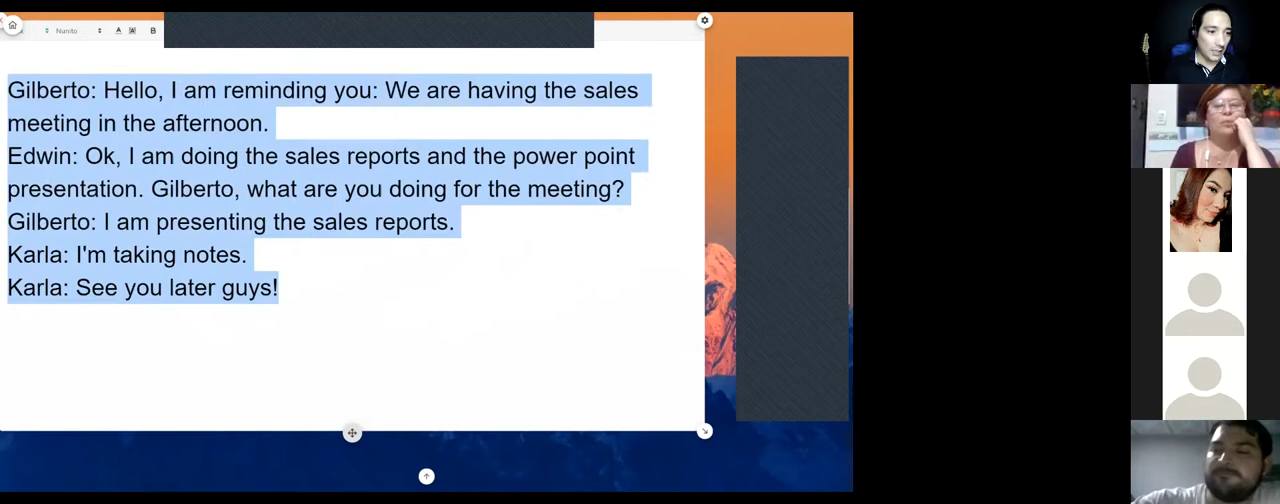 Nunito
A
A
B
Gilberto: Hello, I am reminding you: We are having the sales
meeting in the afternoon.
Edwin: Ok, I am doing the sales reports and the power point
presentation. Gilberto, what are you doing for the meeting?
Gilberto: I am presenting the sales reports.
Karla: I'm taking notes.
Karla: See you later guys!